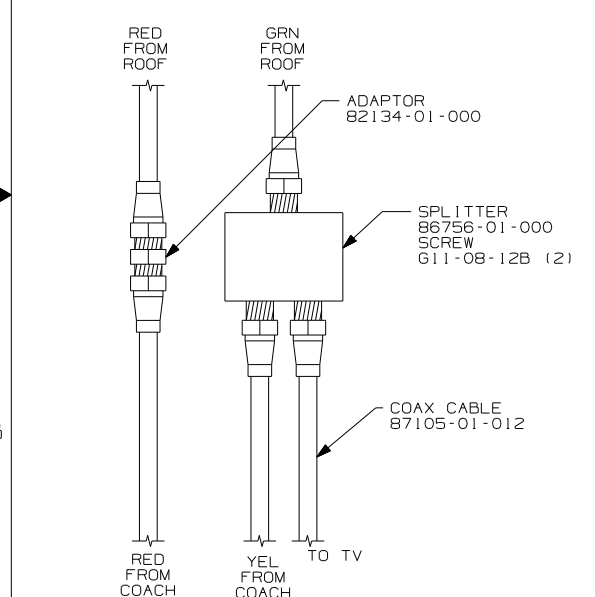 RED
FROM
ROOF
GRN
FROM
ROOF
ADAPTOR
82134-01-000
SPLITTER
86756-01-000
SCREW
G11-08-12B (2)
COAX CABLE
87105-01-012
RED
FROM
COACH
YEL
FROM
COACH
TO TV